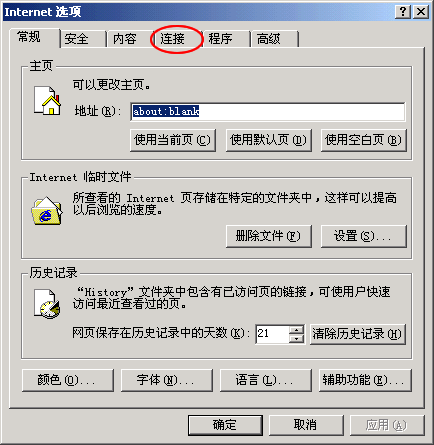 Internet 选项
常规 安全 内容 连接 程序 高级
主页
可以更改主页。
地址(R): about:blank
使用当前页(C) 使用默认页(D) 使用空白页(B)
Internet 临时文件
所查看的 Internet 页存储在特定的文件夹中，这样可以提高
以后浏览的速度。
删除文件(F)... 设置(S)...
历史记录
“History”文件夹中包含有已访问页的链接，可使用户快速
访问最近查看过的页。
网页保存在历史记录中的天数(K): 21 清除历史记录(H)
颜色(O)... 字体(N)... 语言(L)... 辅助功能(E)...
确定 取消 应用(A)